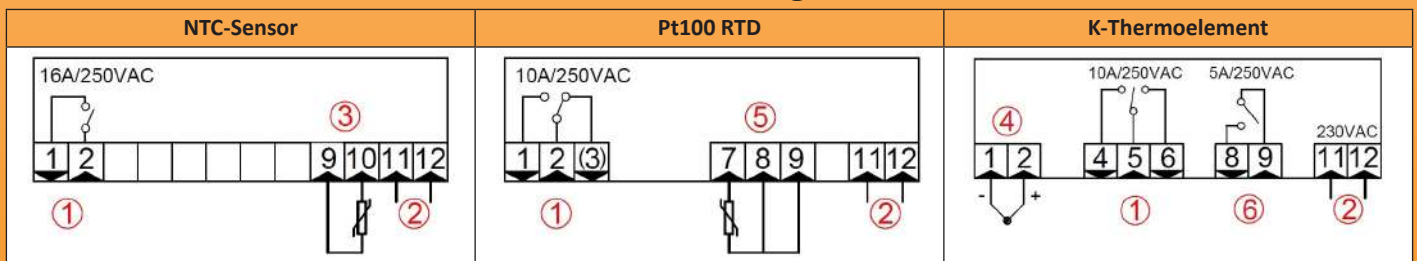 NTC-Sensor
Pt100 RTD
K-Thermoelement
16A/250VAC
③
1 2 9 10 11 12
①
②
10A/250VAC
⑤
1 2 (3) 7 8 9 11 12
①
②
10A/250VAC 5A/250VAC
④
230VAC
1 2 4 5 6 8 9 11 12
- +
① ⑥ ②